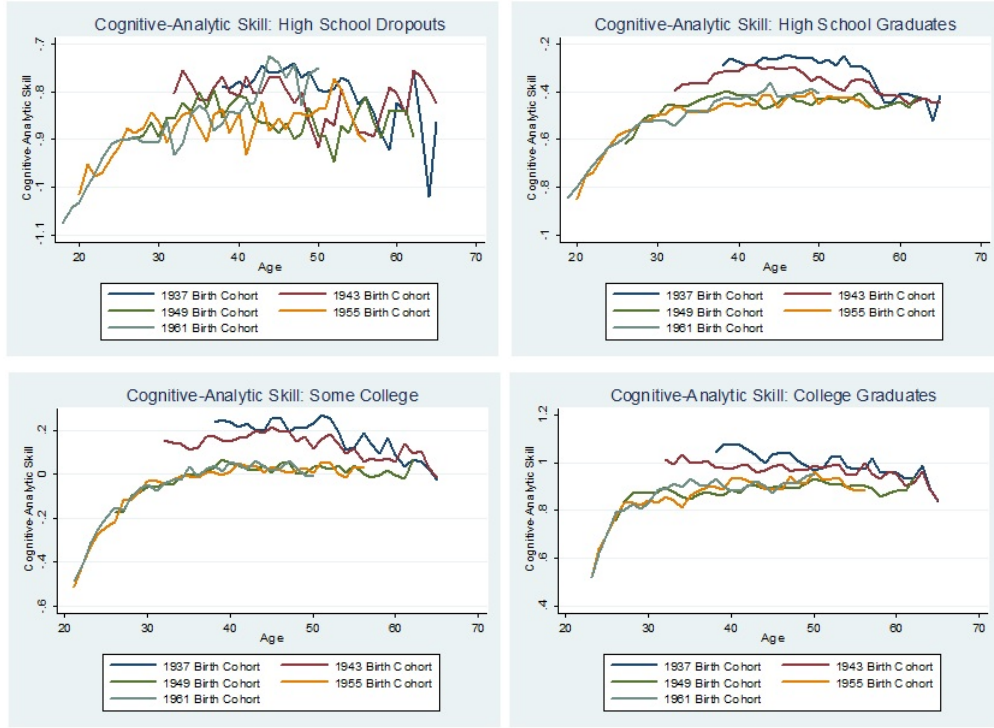 Cognitive-Analytic Skill: High School Dropouts
Cognitive-Analytic Skill
-.7
-.8
-.9
-1
-1.1
20 30 40 50 60 70
Age
1937 Birth Cohort 1943 Birth Cohort
1949 Birth Cohort 1955 Birth Cohort
1961 Birth Cohort
Cognitive-Analytic Skill: High School Graduates
Cognitive-Analytic Skill
-.2
-.4
-.6
-.8
-1
20 30 40 50 60 70
Age
1937 Birth Cohort 1943 Birth Cohort
1949 Birth Cohort 1955 Birth Cohort
1961 Birth Cohort
Cognitive-Analytic Skill: Some College
Cognitive-Analytic Skill
.2
0
-.2
-.4
-.6
20 30 40 50 60 70
Age
1937 Birth Cohort 1943 Birth Cohort
1949 Birth Cohort 1955 Birth Cohort
1961 Birth Cohort
Cognitive-Analytic Skill: College Graduates
Cognitive-Analytic Skill
1.2
1
.8
.6
.4
20 30 40 50 60 70
Age
1937 Birth Cohort 1943 Birth Cohort
1949 Birth Cohort 1955 Birth Cohort
1961 Birth Cohort